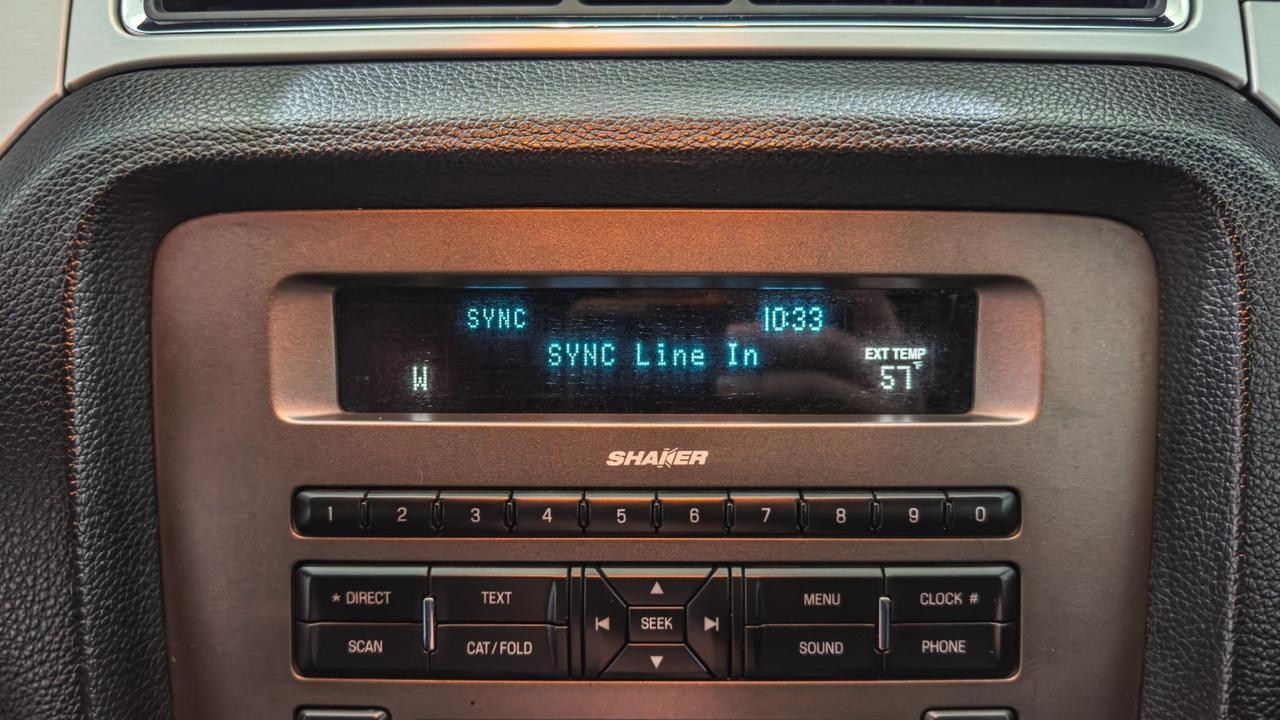 SYNC 10:33
SYNC Line In
EXT TEMP
W 57°F
SHAKER
1 2 3 4 5 6 7 8 9 0
* DIRECT TEXT MENU CLOCK #
SEEK
SCAN CAT/FOLD SOUND PHONE